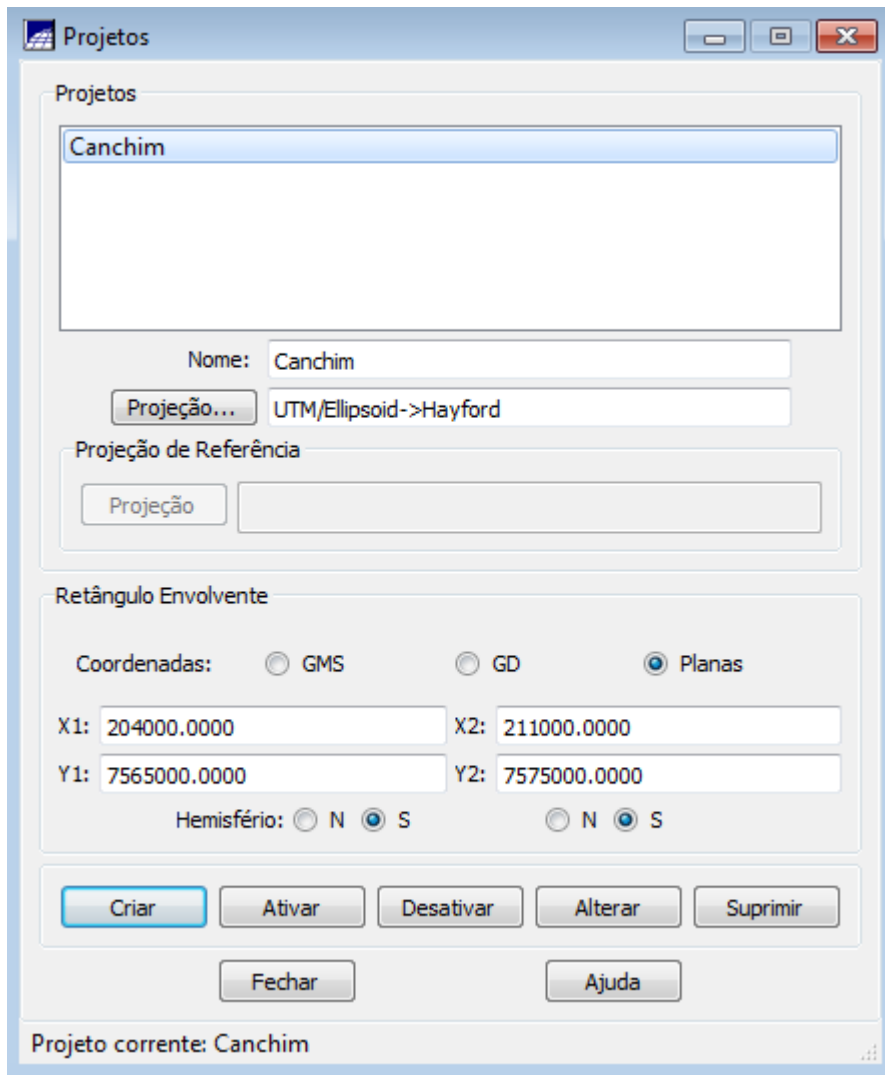 Projetos
Projetos
Canchim
Nome: Canchim
Projeção... UTM/Ellipsoid->Hayford
Projeção de Referência
Projeção
Retângulo Envolvente
Coordenadas: GMS GD Planas
X1: 204000.0000 X2: 211000.0000
Y1: 7565000.0000 Y2: 7575000.0000
Hemisfério: N S N S
Criar Ativar Desativar Alterar Suprimir
Fechar Ajuda
Projeto corrente: Canchim